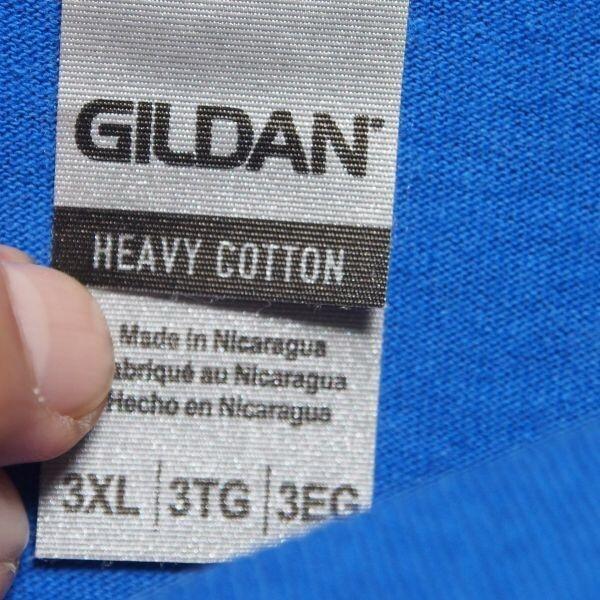 GILDAN
HEAVY COTTON
Made in Nicaragua
au Nicaragua
Hecho en Nicaragua
3XL | 3TG | 3EG